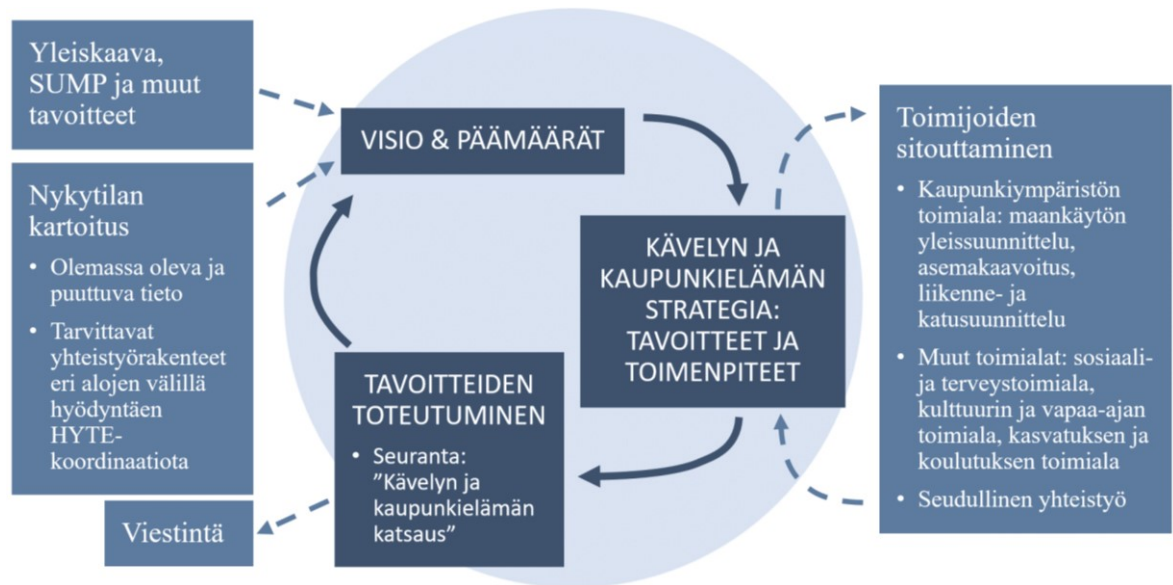 Yleiskaava,
SUMP ja muut
tavoitteet
Nykytilan
kartoitus
• Olemassa oleva ja
puuttuva tieto
• Tarvittavat
yhteistyörakenteet
eri alojen välillä
hyödyntäen
HYTE-
koordinaatiota
Viestintä
VISIO & PÄÄMÄÄRÄT
KÄVELYN JA
KAUPUNKIELÄMÄN
STRATEGIA:
TAVOITTEET JA
TOIMENPITEET
TAVOITTEIDEN
TOTEUTUMINEN
• Seuranta:
”Kävelyn ja
kaupunkielämän
katsaus”
Toimijoiden
sitouttaminen
• Kaupunkiympäristön
toimiala: maankäytön
yleissuunnittelu,
asemakaavoitus,
liikenne- ja
katusuunnittelu
• Muut toimialat: sosiaali-
ja terveystoimiala,
kulttuurin ja vapaa-ajan
toimiala, kasvatuksen ja
koulutuksen toimiala
• Seudullinen yhteistyö